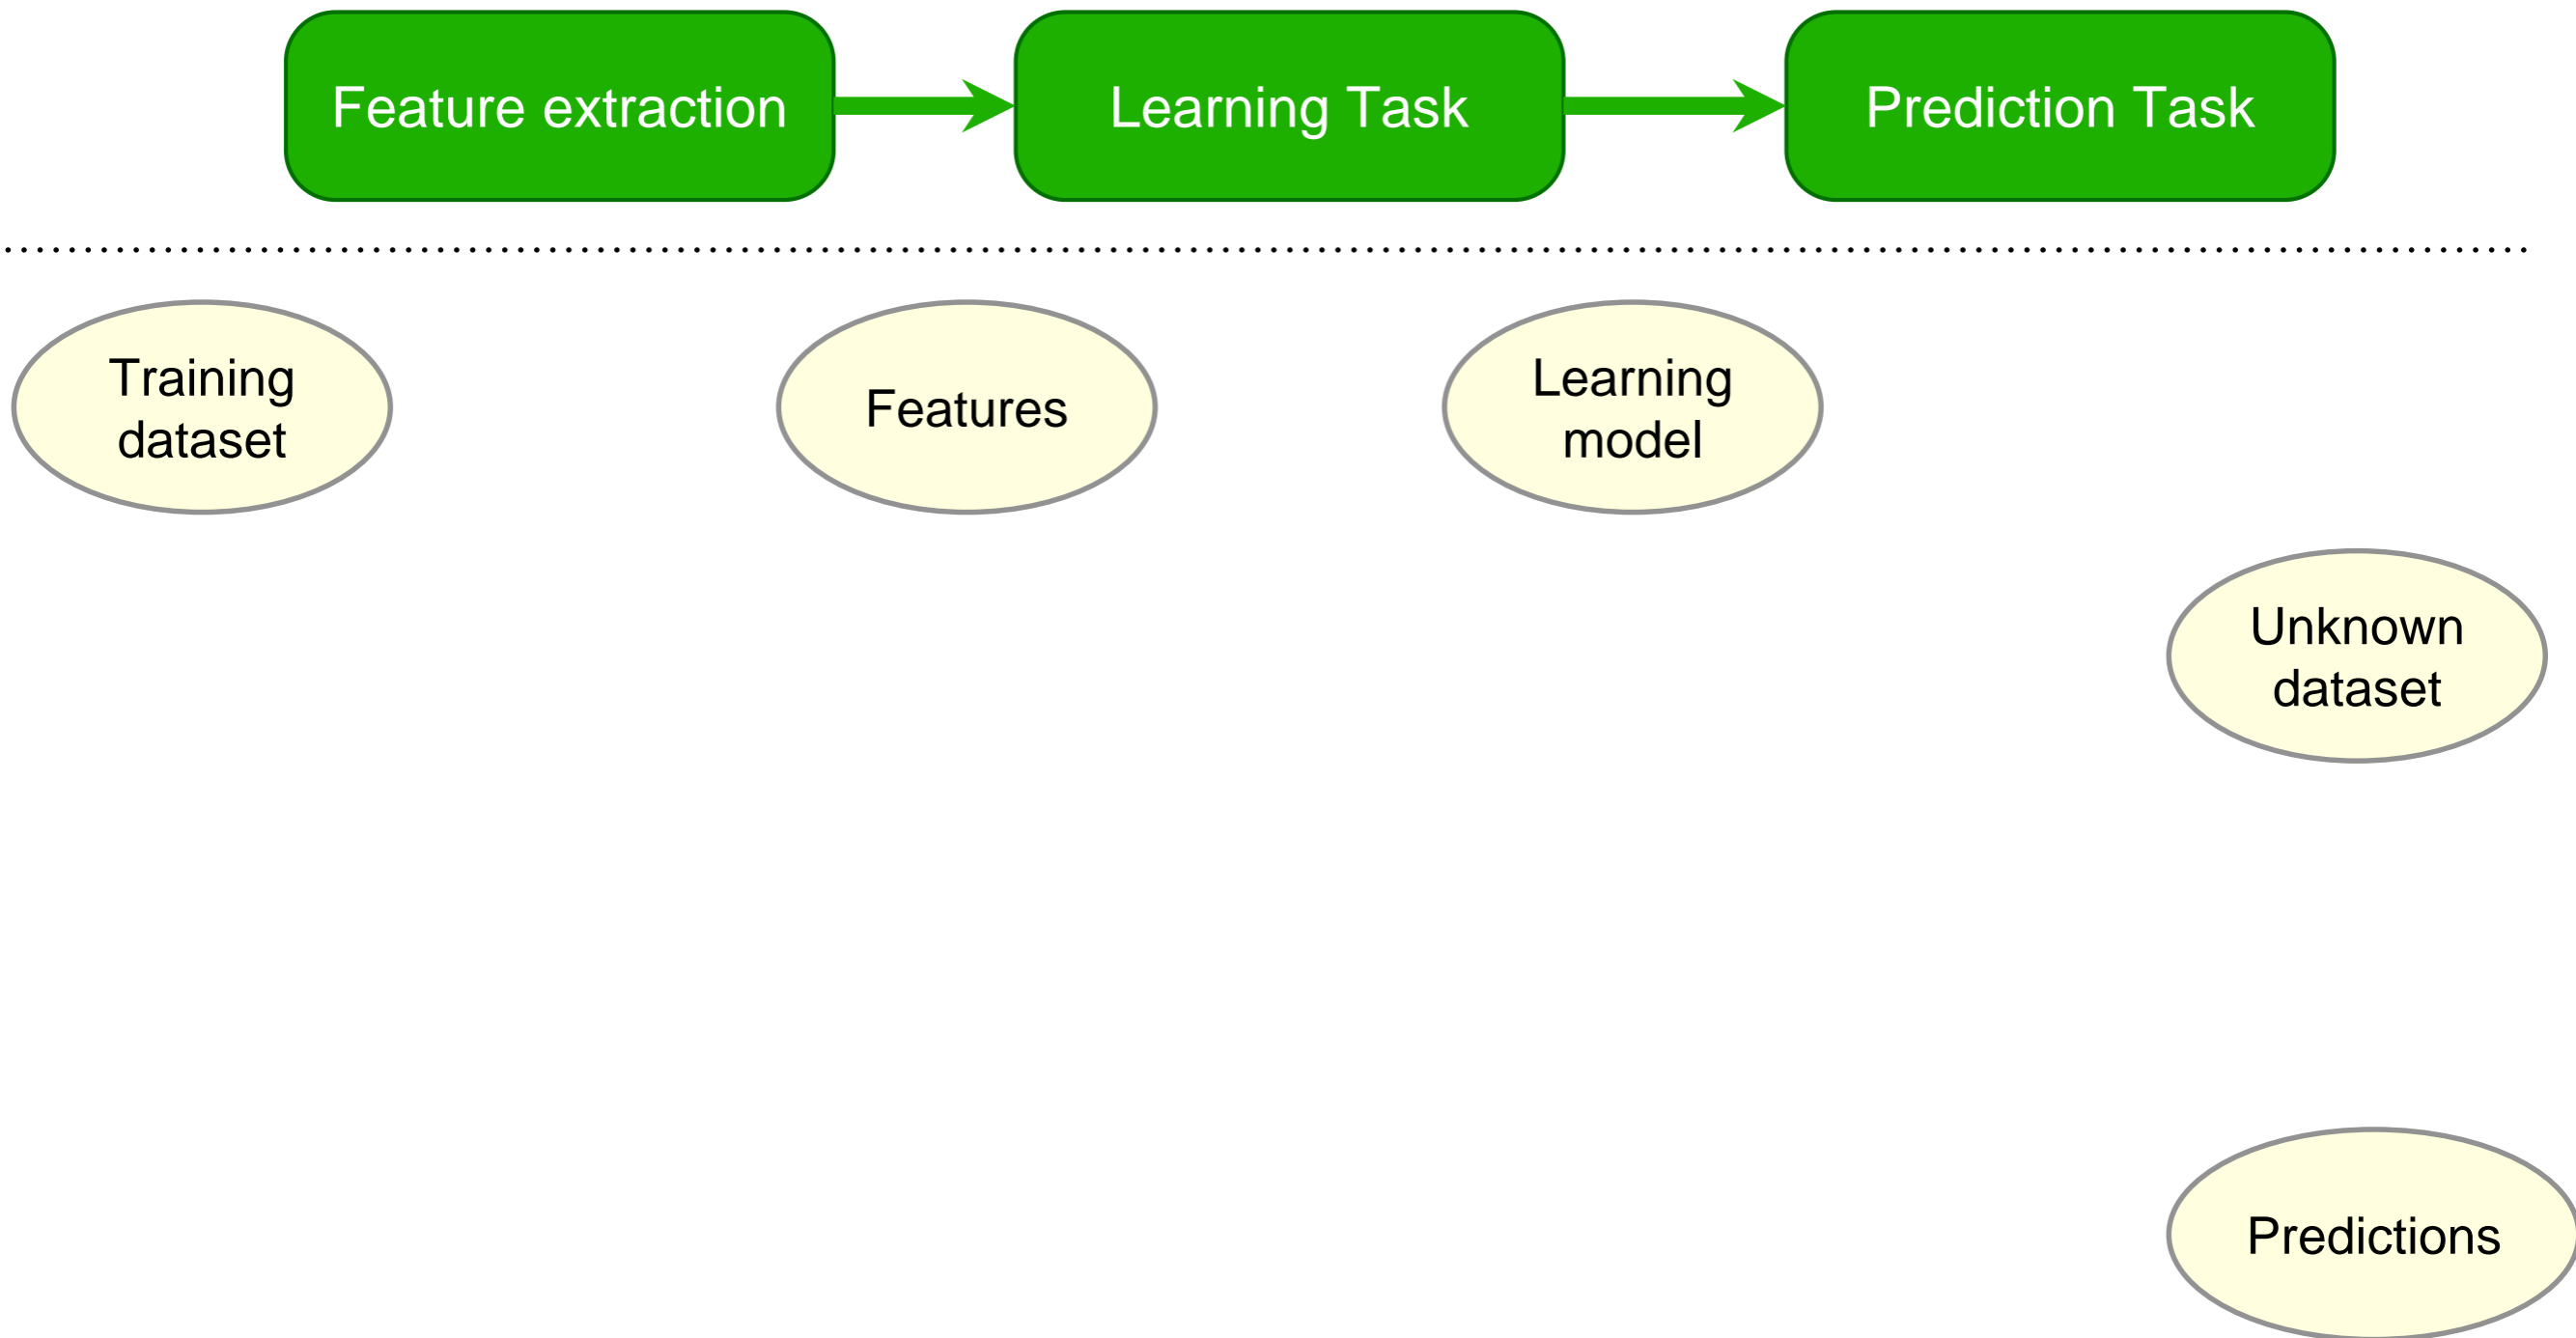 Feature extraction
Learning Task
Prediction Task
Training
dataset
Features
Learning
model
Unknown
dataset
Predictions